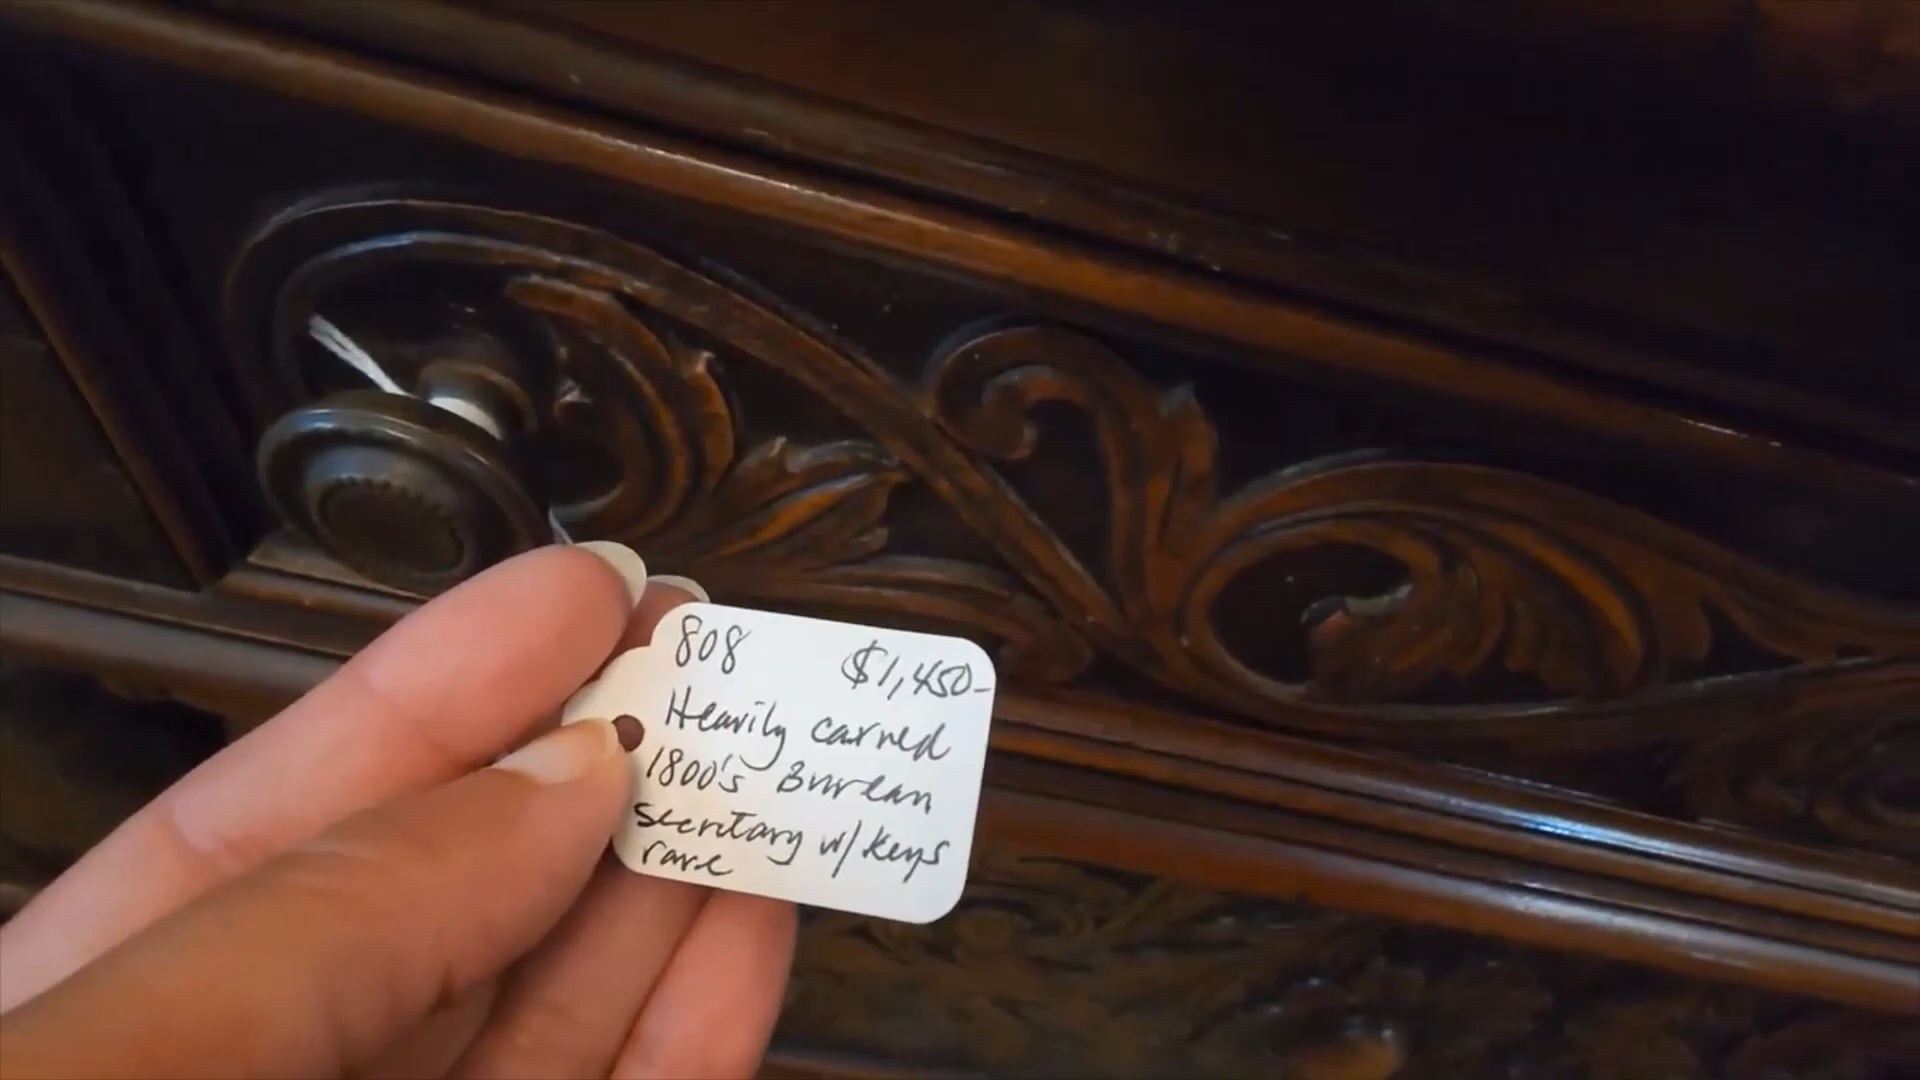 808 $1,450-
Heavily carved
1800's Bureau
Secretary w/ keys
rare